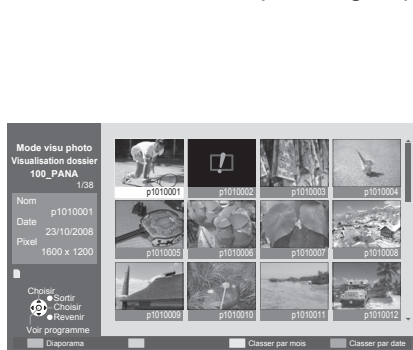 Mode visu photo
Visualisation dossier
100_PANA
1/38
Nom
p1010001
Date
23/10/2008
Pixel
1600 x 1200
Choisir
Sortir
Choisir
Revenir
Voir programme
p1010001 p1010002 p1010003 p1010004
p1010005 p1010006 p1010007 p1010008
p1010009 p1010010 p1010011 p1010012
Diaporama Classer par mois Classer par date